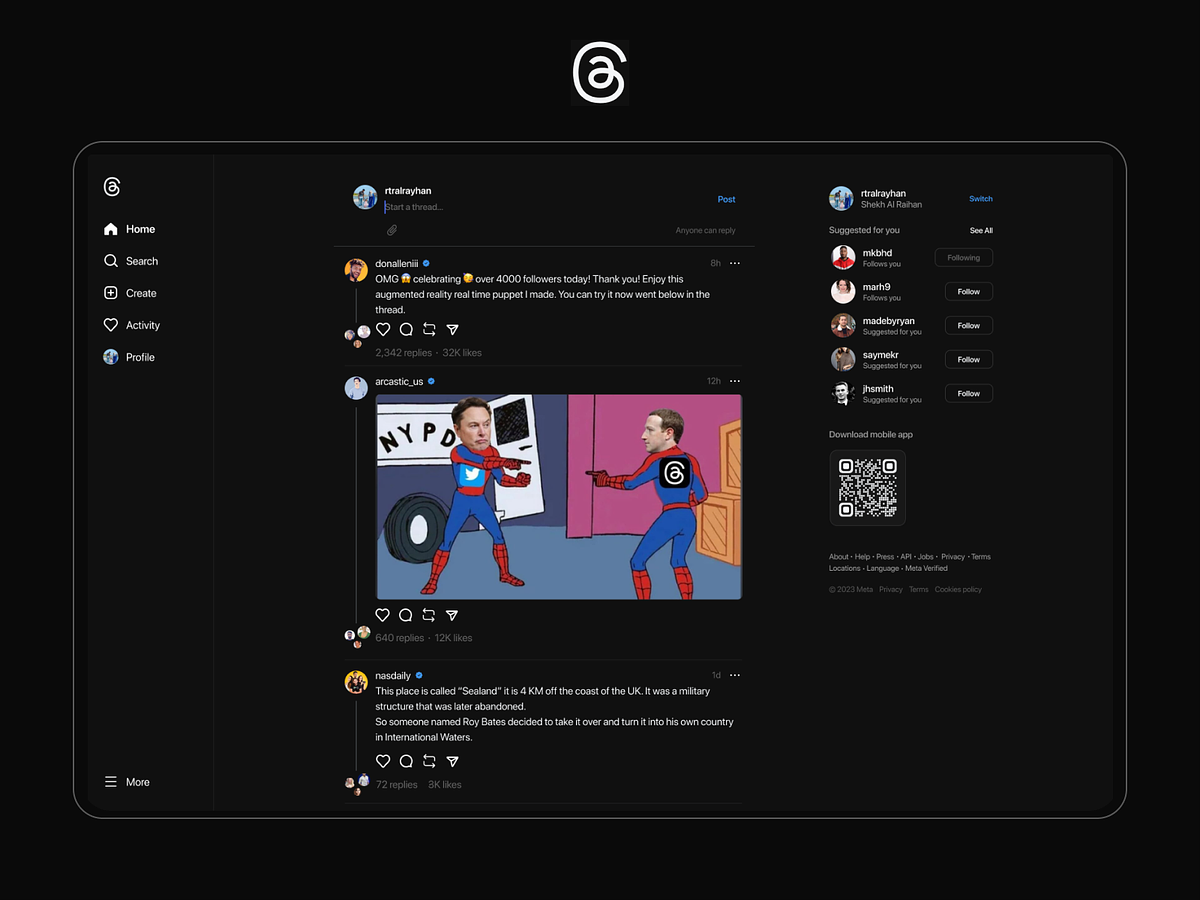 Home
Search
Create
Activity
Profile
More
rtralrayhan
Start a thread...
Post
Anyone can reply
donalleniii
8h
OMG 😱 celebrating 🥳 over 4000 followers today! Thank you! Enjoy this
augmented reality real time puppet I made. You can try it now went below in the
thread.
2,342 replies · 32K likes
arcastic_us
12h
NYPD
640 replies · 12K likes
nasdaily
1d
This place is called “Sealand” it is 4 KM off the coast of the UK. It was a military
structure that was later abandoned.
So someone named Roy Bates decided to take it over and turn it into his own country
in International Waters.
72 replies 3K likes
rtralrayhan
Shekh Al Raihan
Switch
Suggested for you
See All
mkbhd
Follows you
Following
marh9
Follows you
Follow
madebyryan
Suggested for you
Follow
saymekr
Suggested for you
Follow
jhsmith
Suggested for you
Follow
Download mobile app
About • Help • Press • API • Jobs • Privacy • Terms
Locations • Language • Meta Verified
© 2023 Meta Privacy Terms Cookies policy